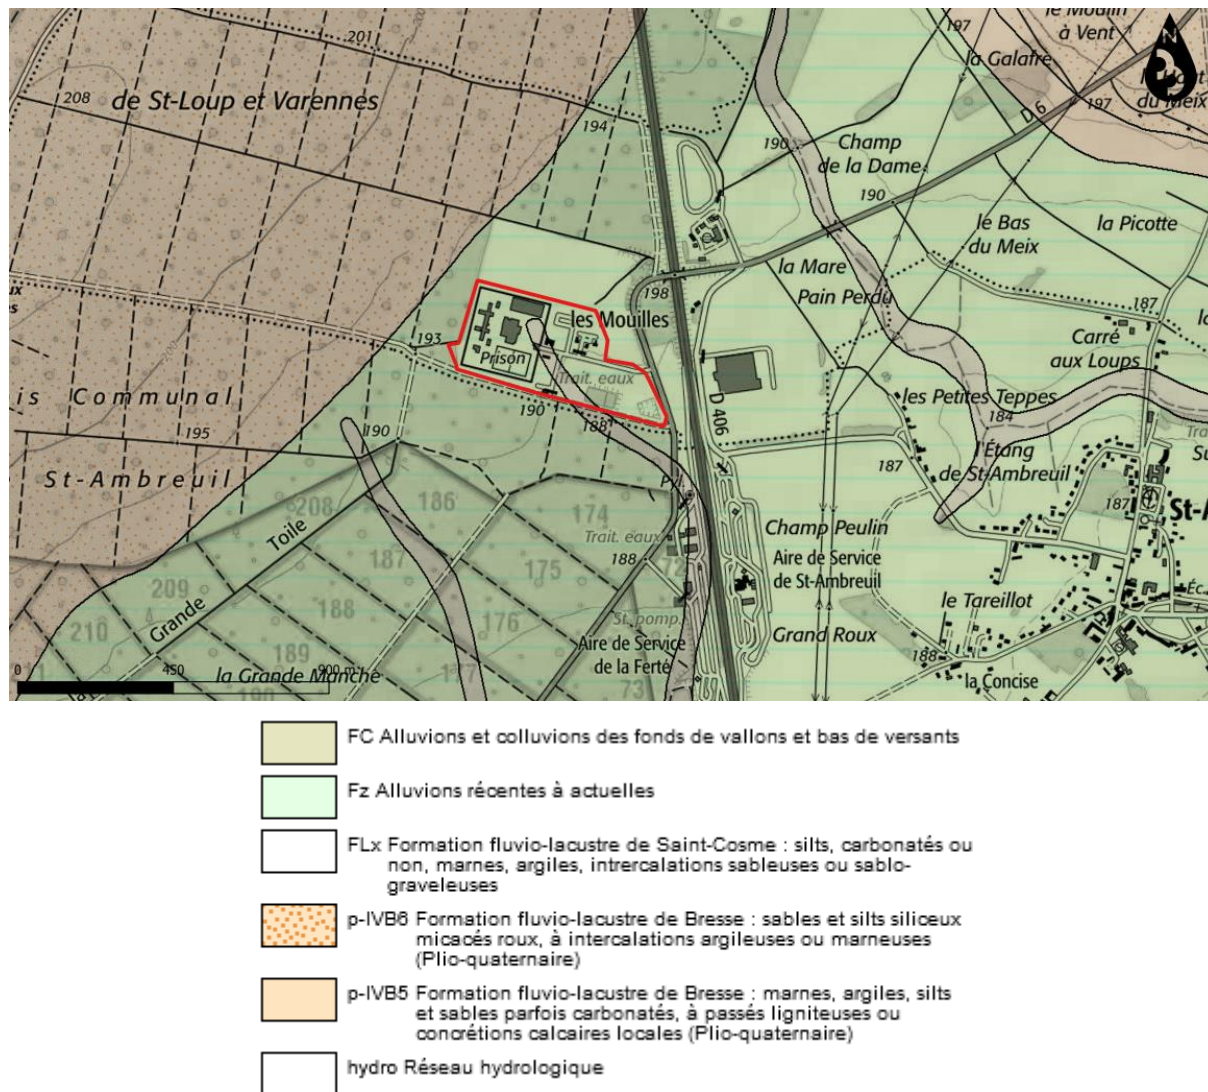 le Moulin
à Vent
197
201
la Galafre
N
208
de St-Loup et Varennes
D 6
197
du Meix
194
190
Champ
de la Dame
190
le Bas
du Meix
la Picotte
la Mare
Pain Perdu
198
187
les Mouilles
193
Prison
Carré
aux Loups
Trait. eaux
is Communal
190
188
D 406
les Petites Teppes
184
195
190
Étang
de St-Ambreuil
187
St-Ambreuil
208
186
174
187
St-A
Toile
Trait. eaux
Champ Peulin
187
175
188
72
Aire de Service
de St-Ambreuil
209
188
Éc.
Grande
176
le Tareillot
210
St. pomp.
189
Aire de Service
de la Ferté
Grand Roux
188
0
450
900 m
la Grande Manche
177
73
la Concise
190
FC Alluvions et colluvions des fonds de vallons et bas de versants
Fz Alluvions récentes à actuelles
FLx Formation fluvio-lacustre de Saint-Cosme : silts, carbonatés ou
non, marnes, argiles, intrercalations sableuses ou sablo-
graveleuses
p-IVB6 Formation fluvio-lacustre de Bresse : sables et silts siliceux
micacés roux, à intercalations argileuses ou marneuses
(Plio-quaternaire)
p-IVB5 Formation fluvio-lacustre de Bresse : marnes, argiles, silts
et sables parfois carbonatés, à passés ligniteuses ou
concrétions calcaires locales (Plio-quaternaire)
hydro Réseau hydrologique